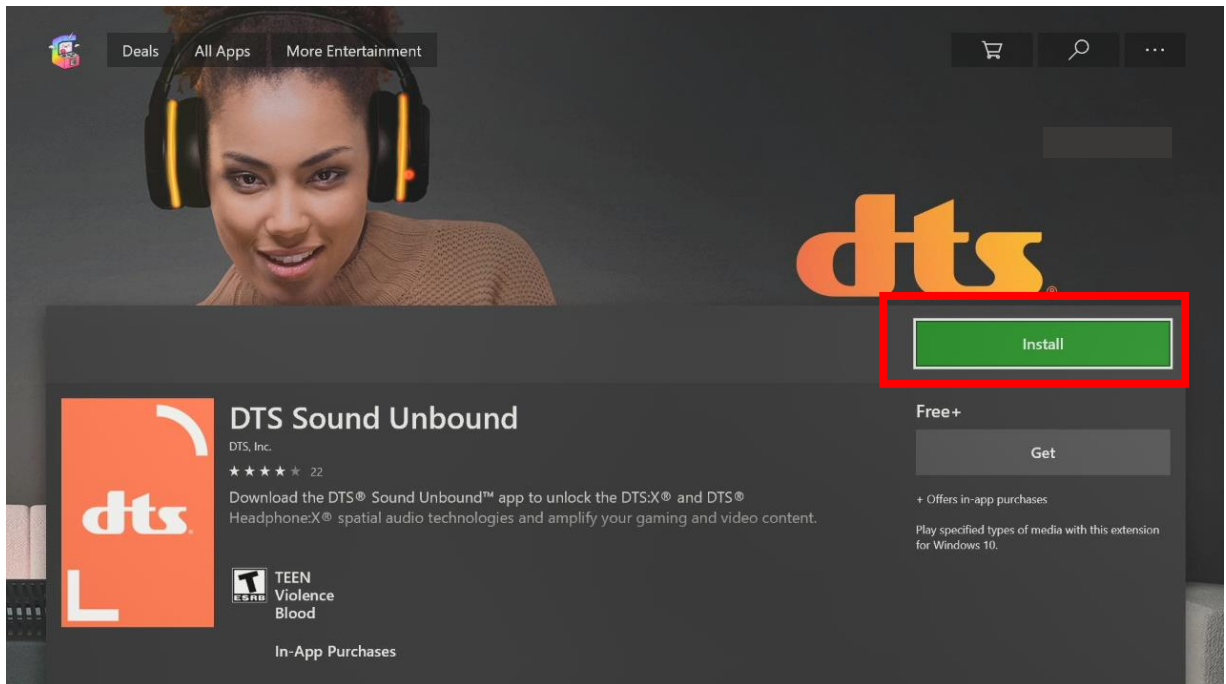 Deals All Apps More Entertainment
dts
®
Install
DTS Sound Unbound
DTS, Inc.
22
Download the DTS® Sound Unbound™ app to unlock the DTS:X® and DTS®
Headphone:X® spatial audio technologies and amplify your gaming and video content.
dts
T
ESRB
TEEN
Violence
Blood
In-App Purchases
Free+
Get
+ Offers in-app purchases
Play specified types of media with this extension
for Windows 10.